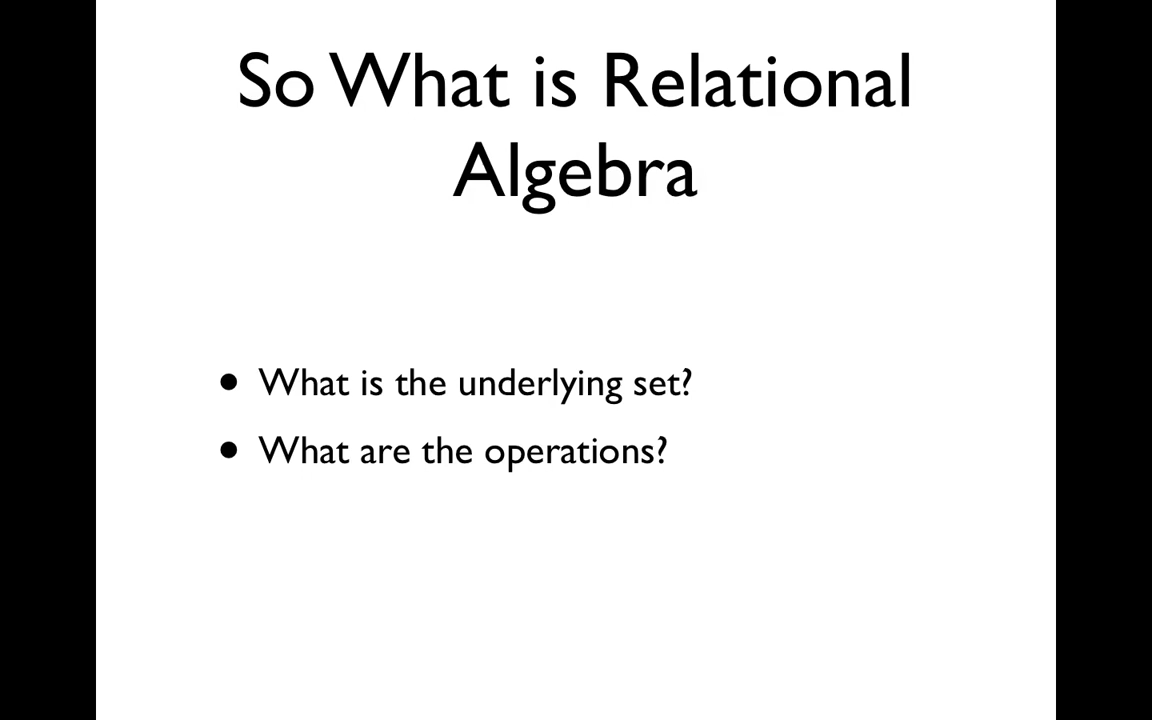 So What is Relational
Algebra
• What is the underlying set?
• What are the operations?